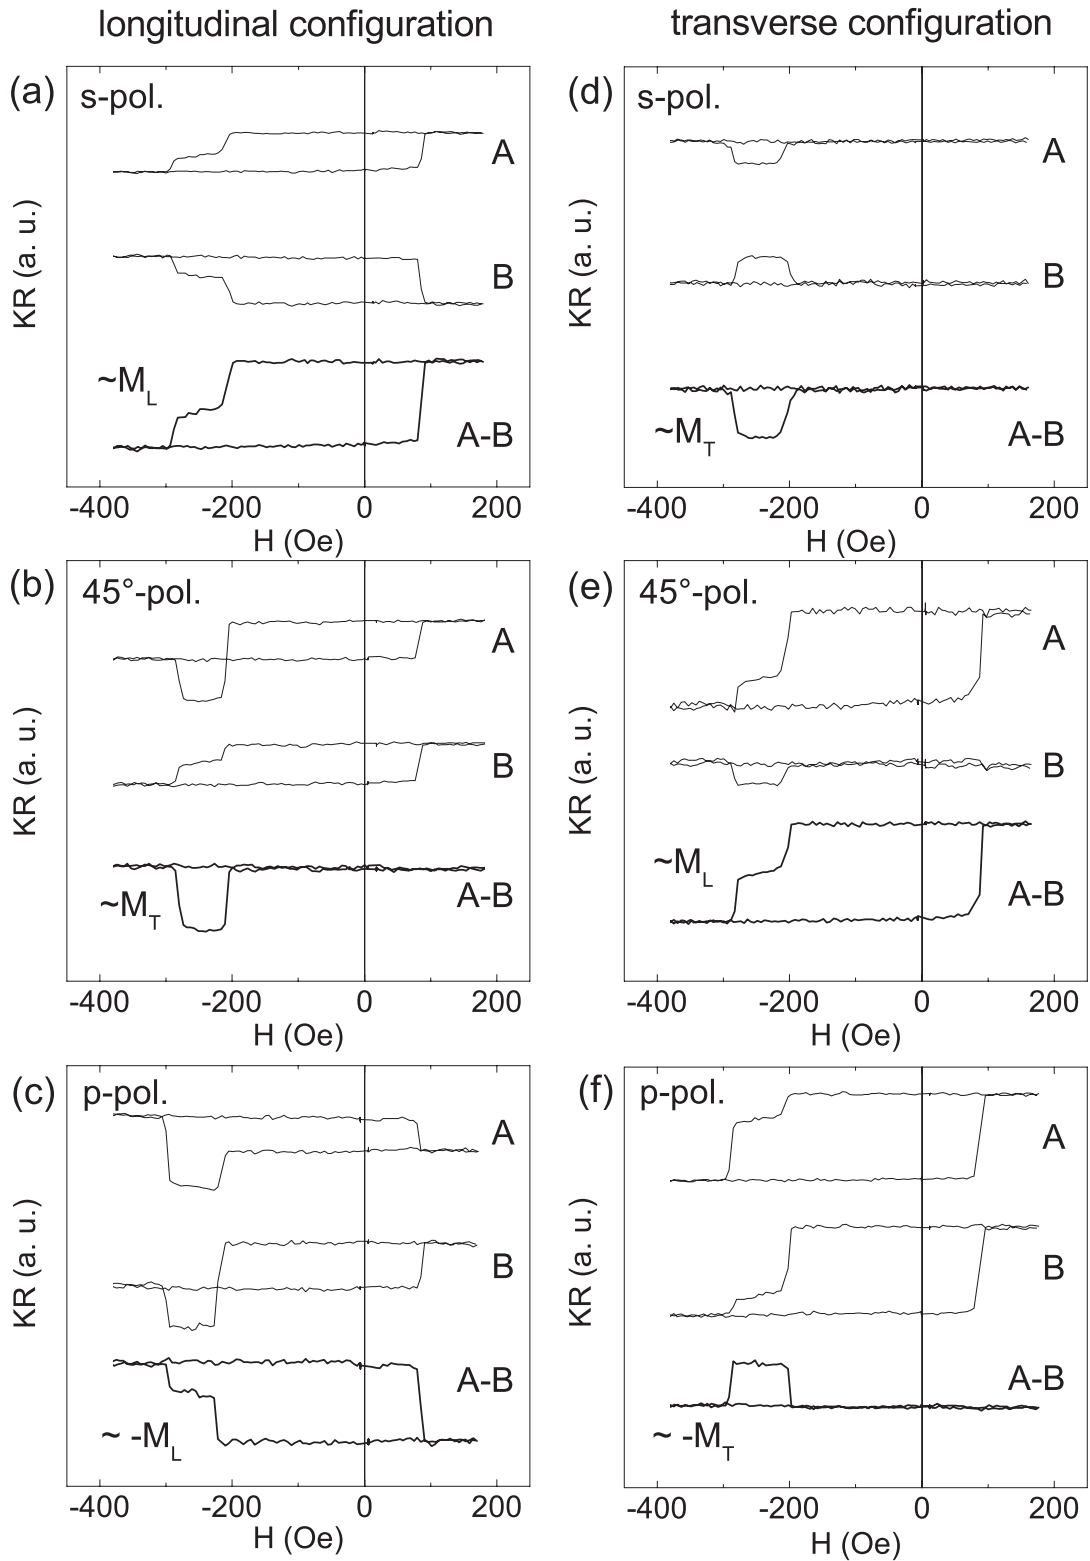 longitudinal configuration
transverse configuration
(a)
s-pol.
A
B
~M_L
A-B
KR (a. u.)
-400 -200 0 200
H (Oe)
(d)
s-pol.
A
B
~M_T
A-B
KR (a. u.)
-400 -200 0 200
H (Oe)
(b)
45°-pol.
A
B
~M_T
A-B
KR (a. u.)
-400 -200 0 200
H (Oe)
(e)
45°-pol.
A
B
~M_L
A-B
KR (a. u.)
-400 -200 0 200
H (Oe)
(c)
p-pol.
A
B
A-B
~ -M_L
KR (a. u.)
-400 -200 0 200
H (Oe)
(f)
p-pol.
A
B
A-B
~ -M_T
KR (a. u.)
-400 -200 0 200
H (Oe)